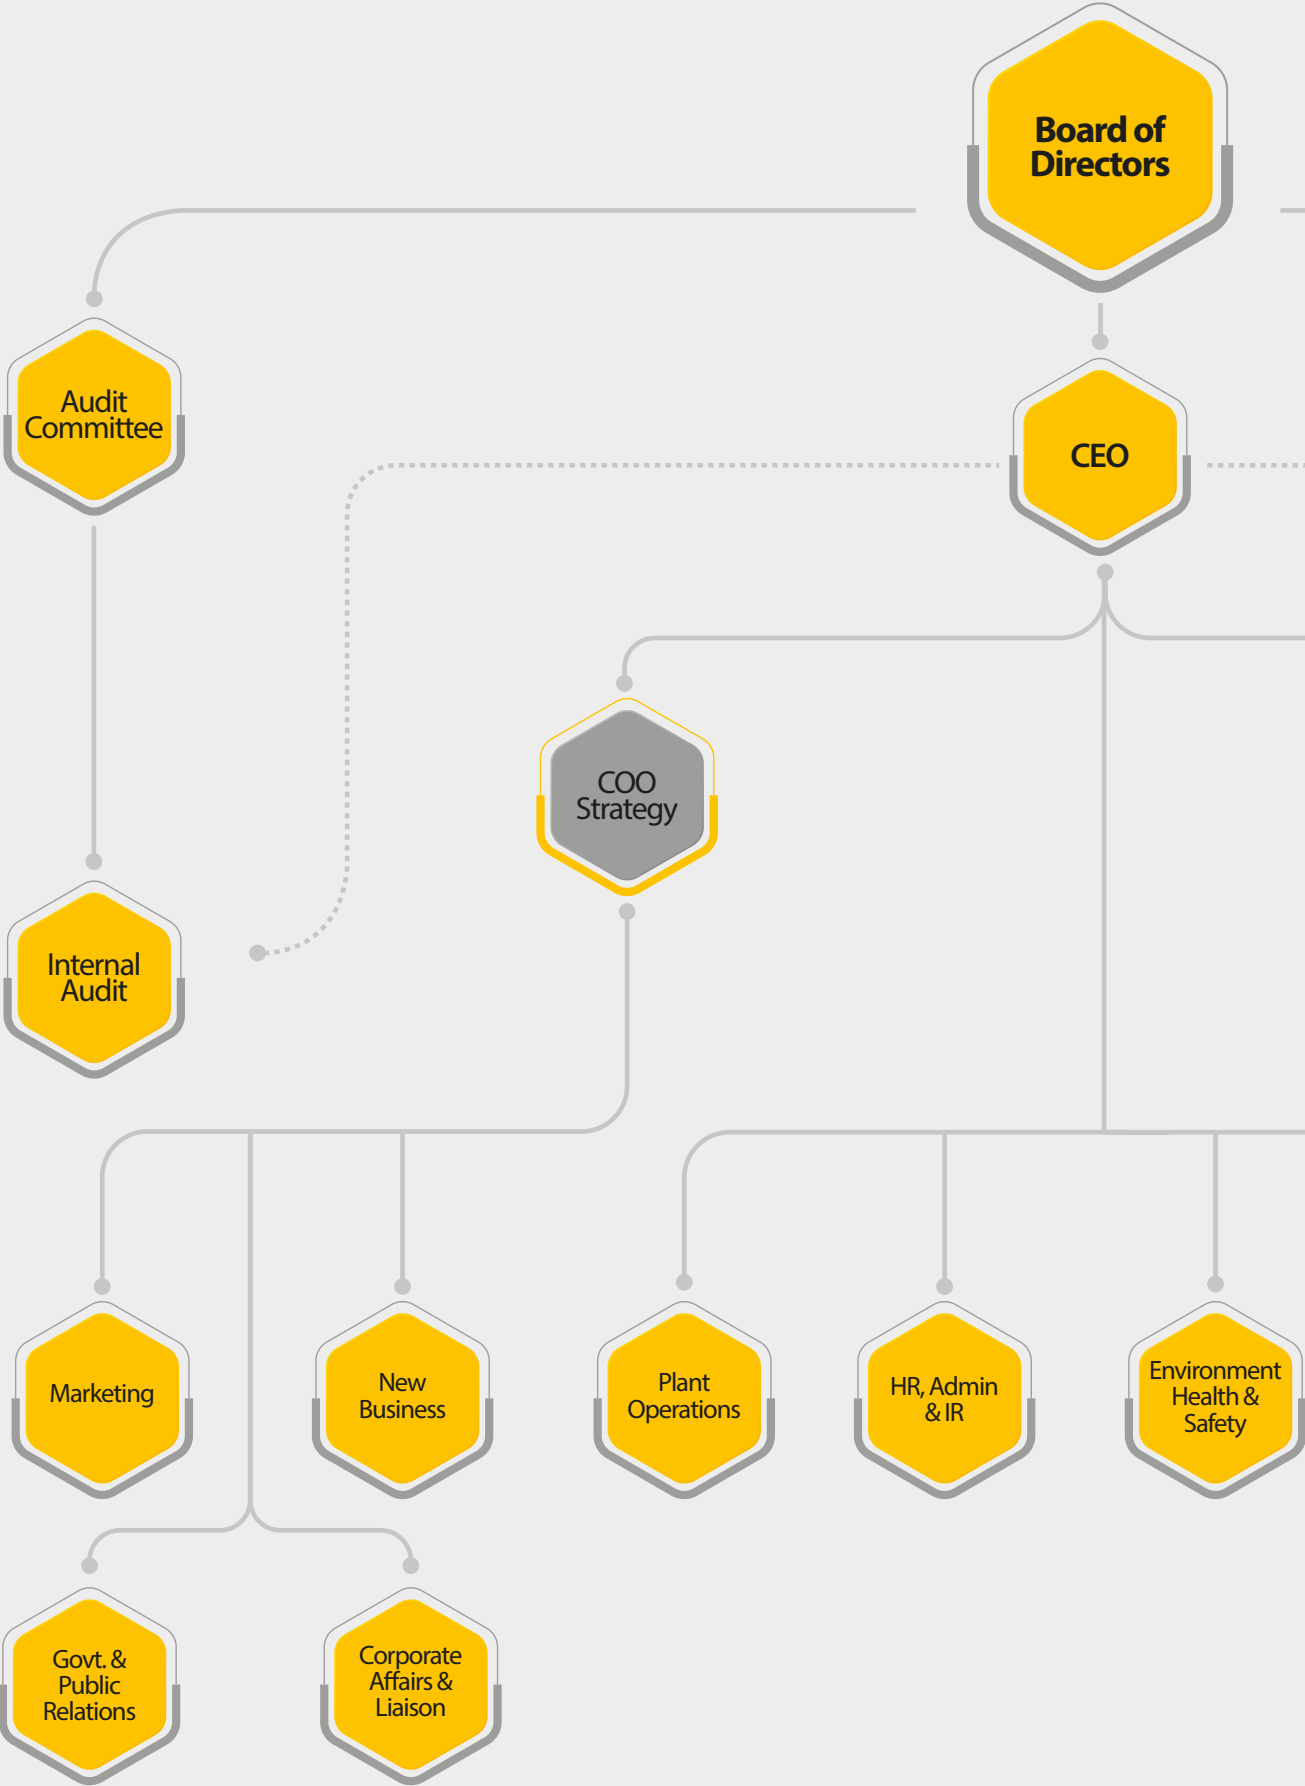 Board of
Directors
Audit
Committee
CEO
COO
Strategy
Internal
Audit
Marketing
New
Business
Plant
Operations
HR, Admin
& IR
Environment
Health &
Safety
Govt. &
Public
Relations
Corporate
Affairs &
Liaison